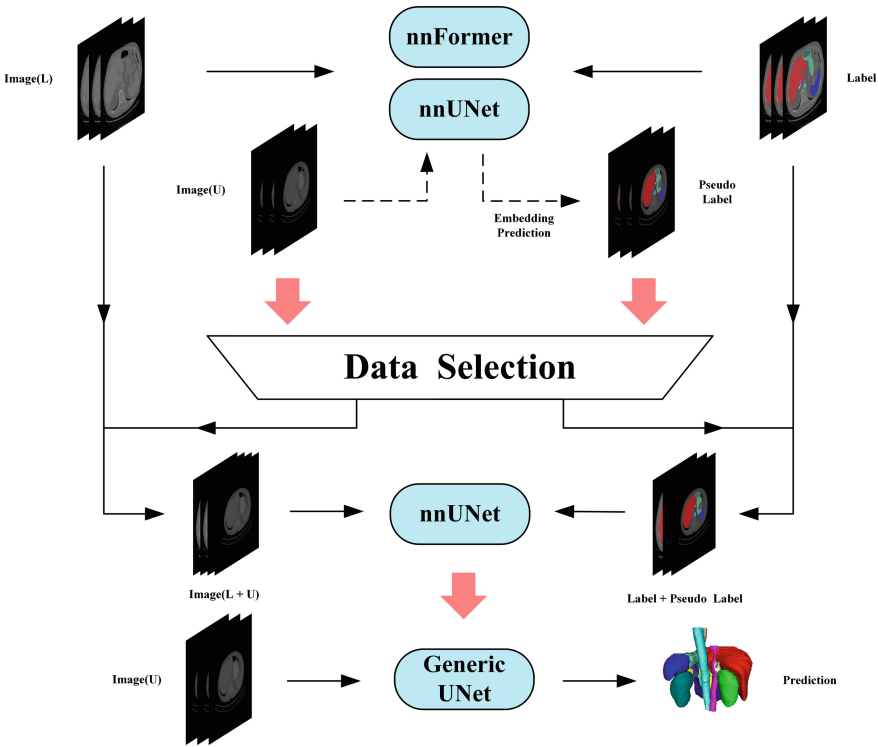 nnFormer
Image(L)
Label
nnUNet
Image(U)
Pseudo
Label
Embedding
Prediction
Data Selection
nnUNet
Image(L + U)
Label + Pseudo Label
Generic
UNet
Image(U)
Prediction